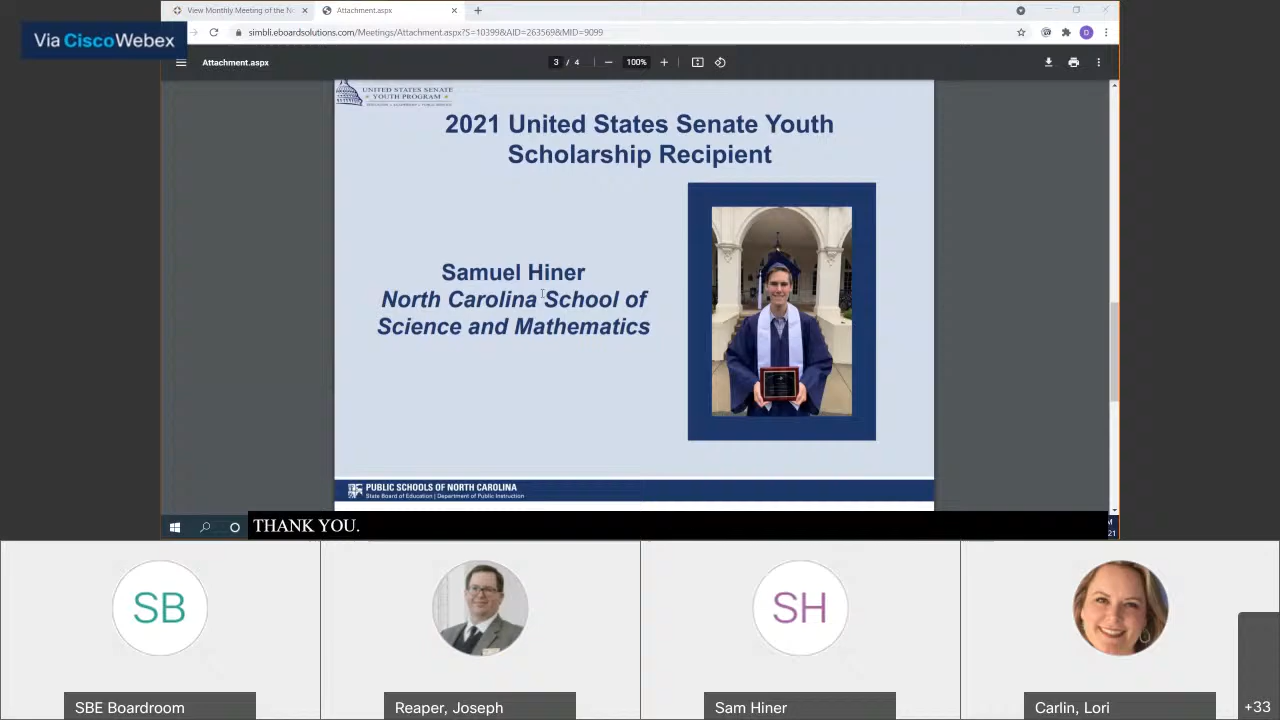 View Monthly Meeting of the N
Attachment.aspx
Via CiscoWebex
simbli.eboardsolutions.com/Meetings/Attachment.aspx?S=10399&AID=263569&MID=9099
D
Attachment.aspx
3 / 4
100%
UNITED STATES SENATE
YOUTH PROGRAM
2021 United States Senate Youth
Scholarship Recipient
Samuel Hiner
North Carolina School of
Science and Mathematics
PUBLIC SCHOOLS OF NORTH CAROLINA
State Board of Education | Department of Public Instruction
THANK YOU.
M
21
SB
SH
SBE Boardroom
Reaper, Joseph
Sam Hiner
Carlin, Lori
+33